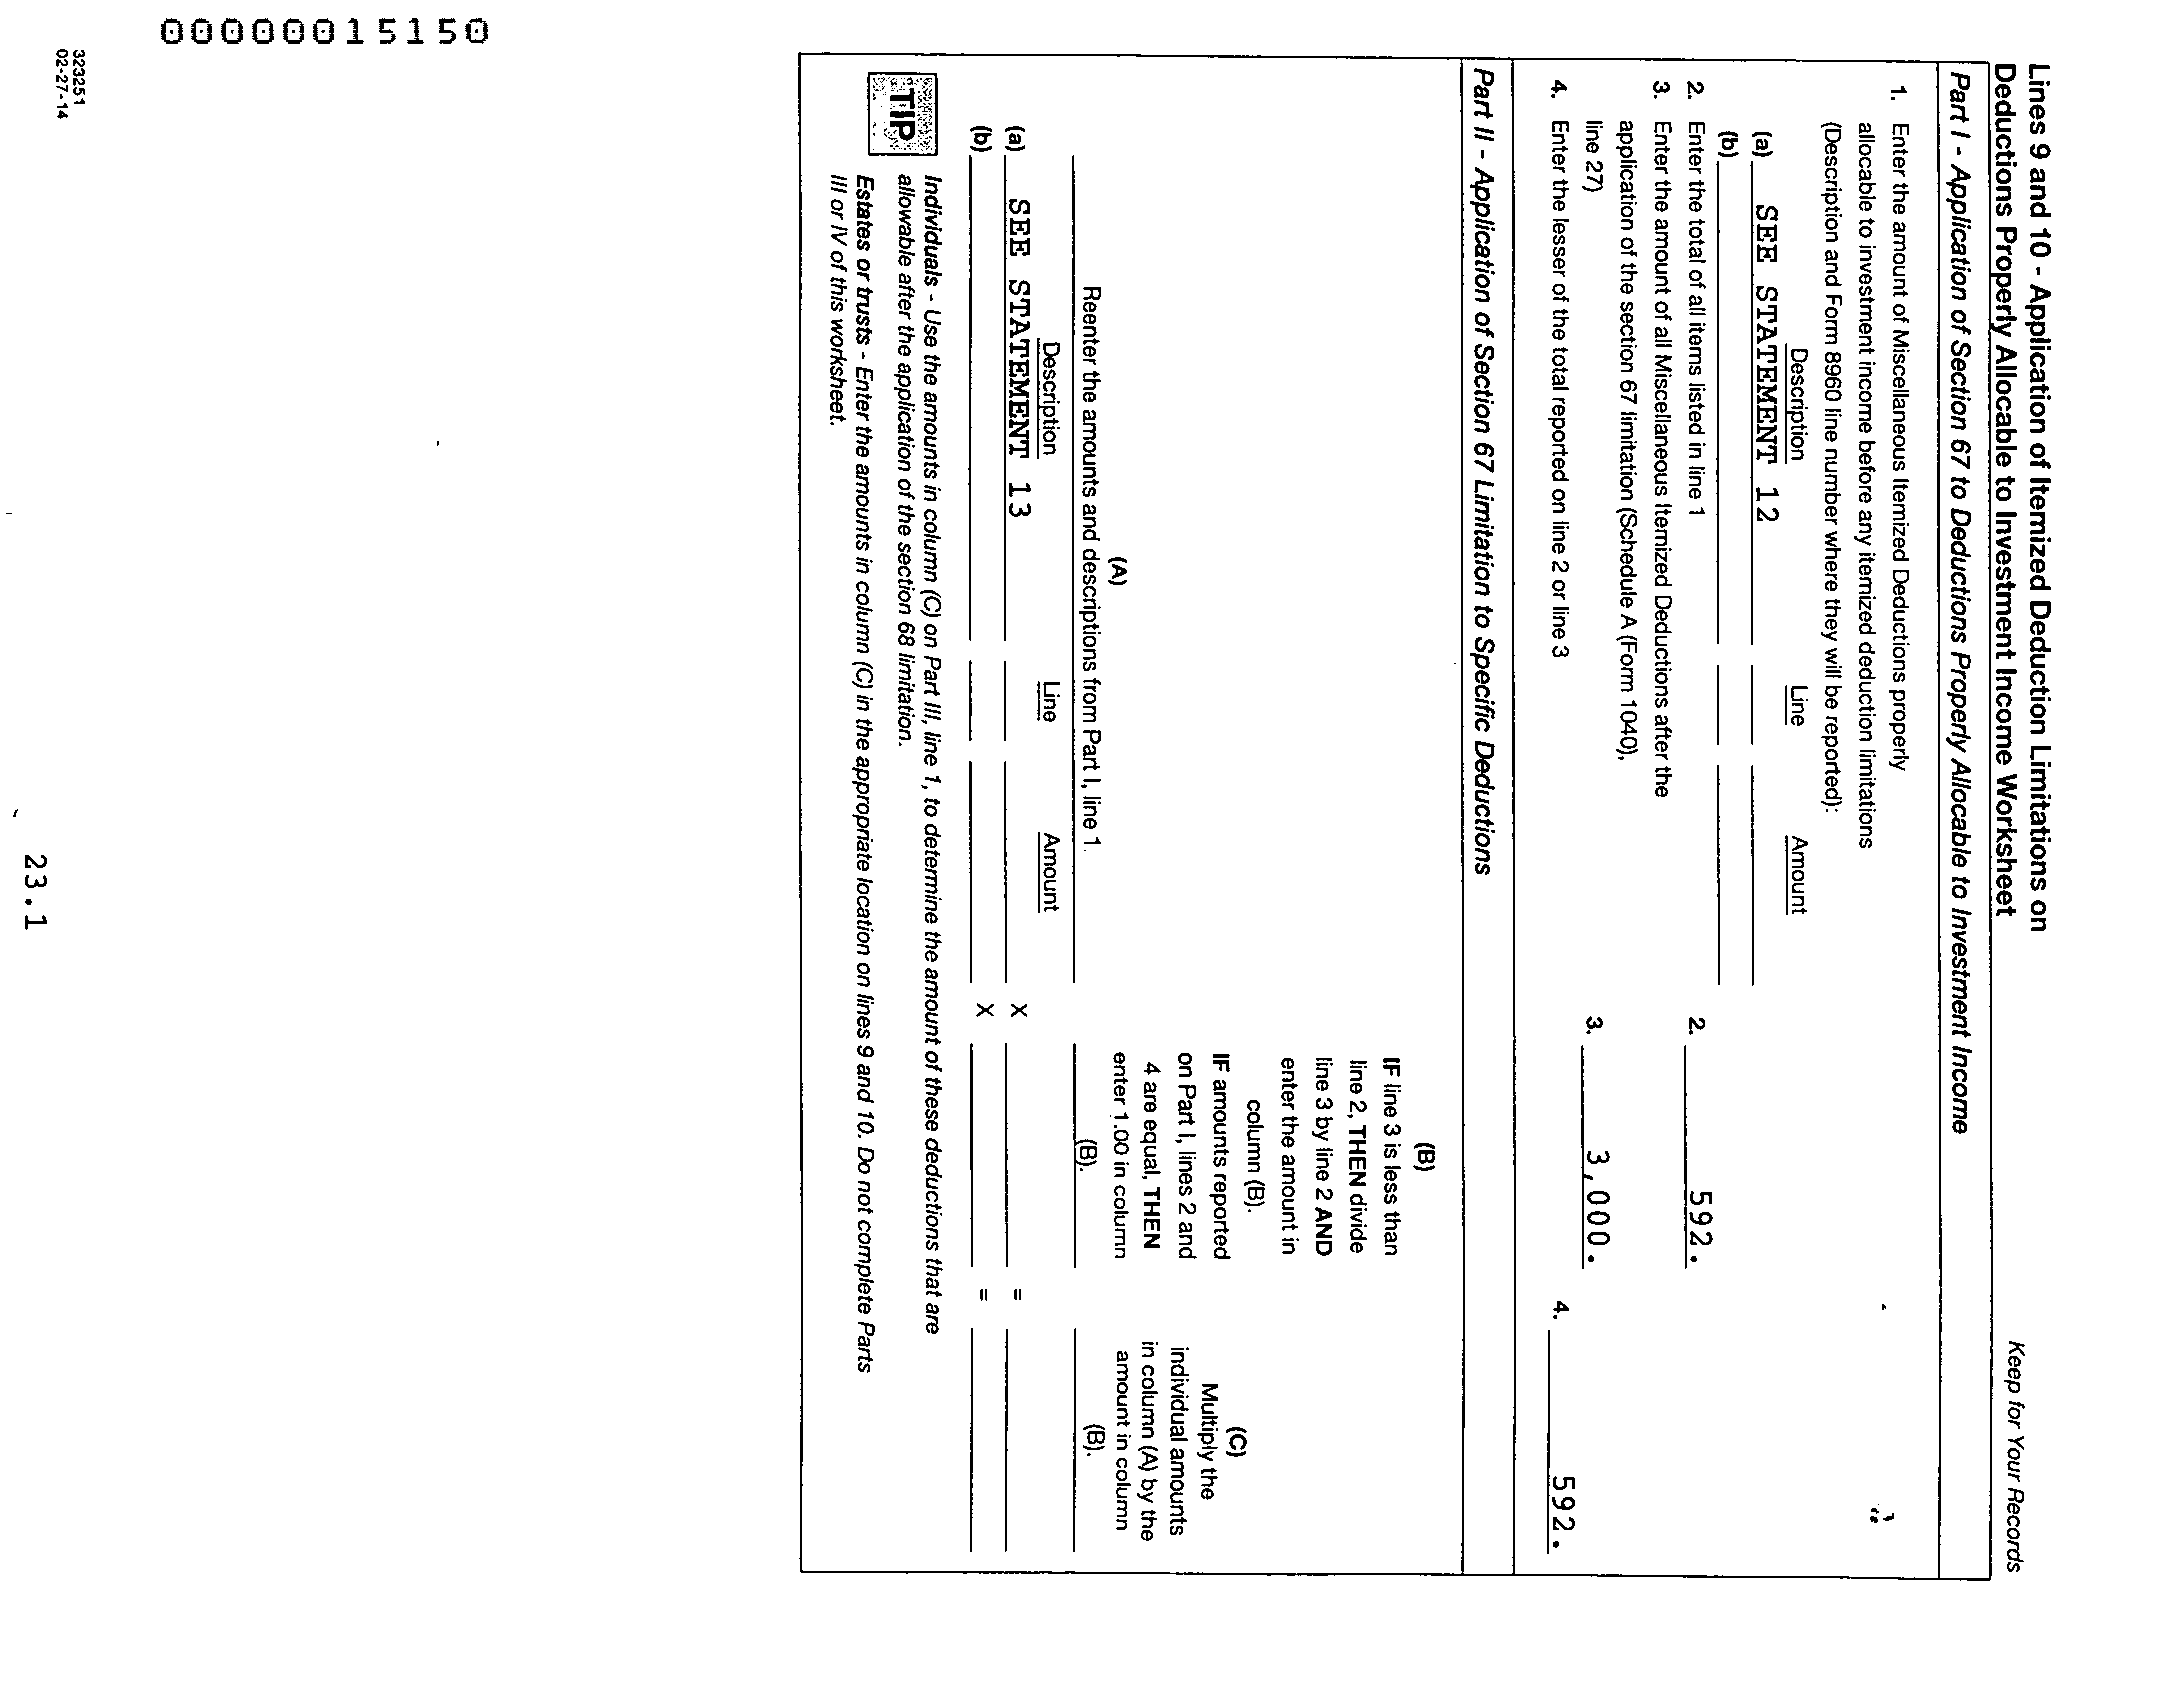 00000015150
Lines 9 and 10 - Application of Itemized Deduction Limitations on
Deductions Properly Allocable to Investment Income Worksheet
Keep for Your Records
Part I - Application of Section 67 to Deductions Properly Allocable to Investment Income
1. Enter the amount of Miscellaneous Itemized Deductions properly
allocable to investment income before any itemized deduction limitations
(Description and Form 8960 line number where they will be reported):
Description Line Amount
(a) SEE STATEMENT 12
(b)
2. Enter the total of all items listed in line 1 2. 592.
3. Enter the amount of all Miscellaneous Itemized Deductions after the
application of the section 67 limitation (Schedule A (Form 1040),
line 27) 3. 3,000.
4. Enter the lesser of the total reported on line 2 or line 3 4. 592.
Part II - Application of Section 67 Limitation to Specific Deductions
(A)
Reenter the amounts and descriptions from Part I, line 1.
(B)
IF line 3 is less than
line 2, THEN divide
line 3 by line 2 AND
enter the amount in
column (B).
IF amounts reported
on Part I, lines 2 and
4 are equal, THEN
enter 1.00 in column
(B).
(C)
Multiply the
individual amounts
in column (A) by the
amount in column
(B).
Description Line Amount
(a) SEE STATEMENT 13 X =
(b) X =
TIP
Individuals - Use the amounts in column (C) on Part III, line 1, to determine the amount of these deductions that are
allowable after the application of the section 68 limitation.
Estates or trusts - Enter the amounts in column (C) in the appropriate location on lines 9 and 10. Do not complete Parts
III or IV of this worksheet.
323251
02-27-14
23.1